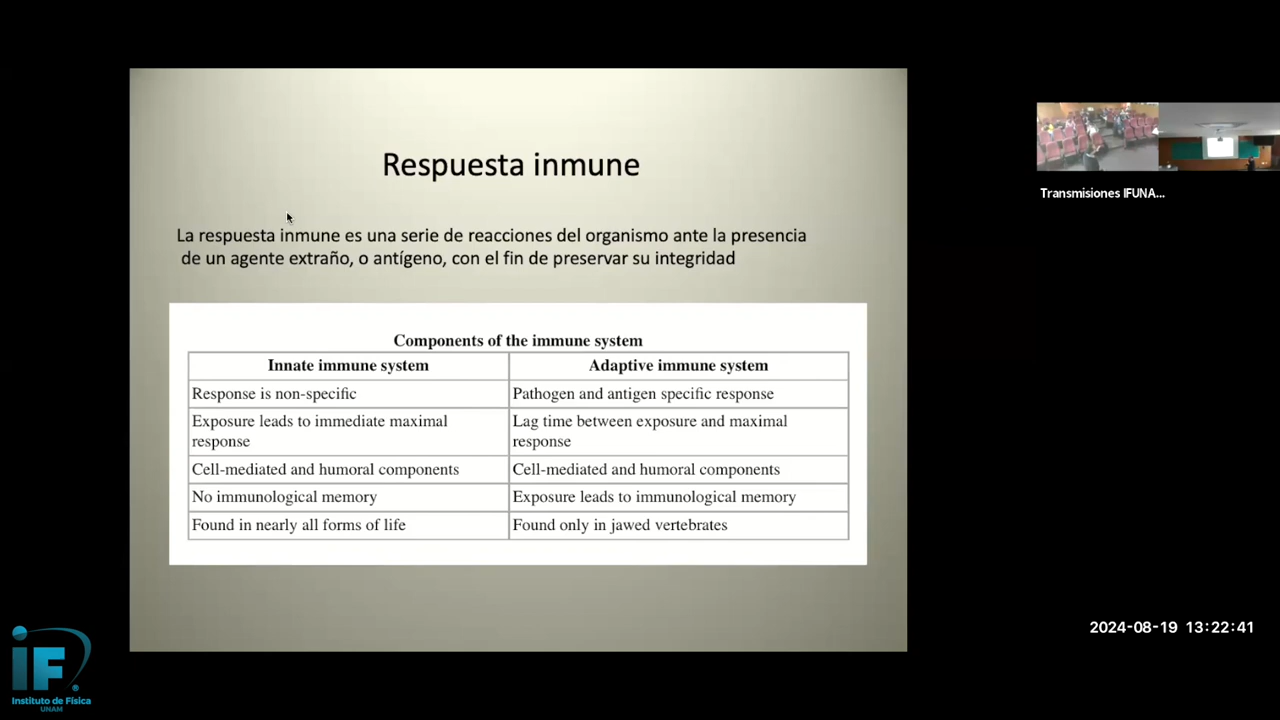 Respuesta inmune
La respuesta inmune es una serie de reacciones del organismo ante la presencia
de un agente extraño, o antígeno, con el fin de preservar su integridad
Components of the immune system
Innate immune system
Adaptive immune system
Response is non-specific
Pathogen and antigen specific response
Exposure leads to immediate maximal
response
Lag time between exposure and maximal
response
Cell-mediated and humoral components
Cell-mediated and humoral components
No immunological memory
Exposure leads to immunological memory
Found in nearly all forms of life
Found only in jawed vertebrates
Transmisiones IFUNA...
2024-08-19 13:22:41
iF
Instituto de Física
UNAM